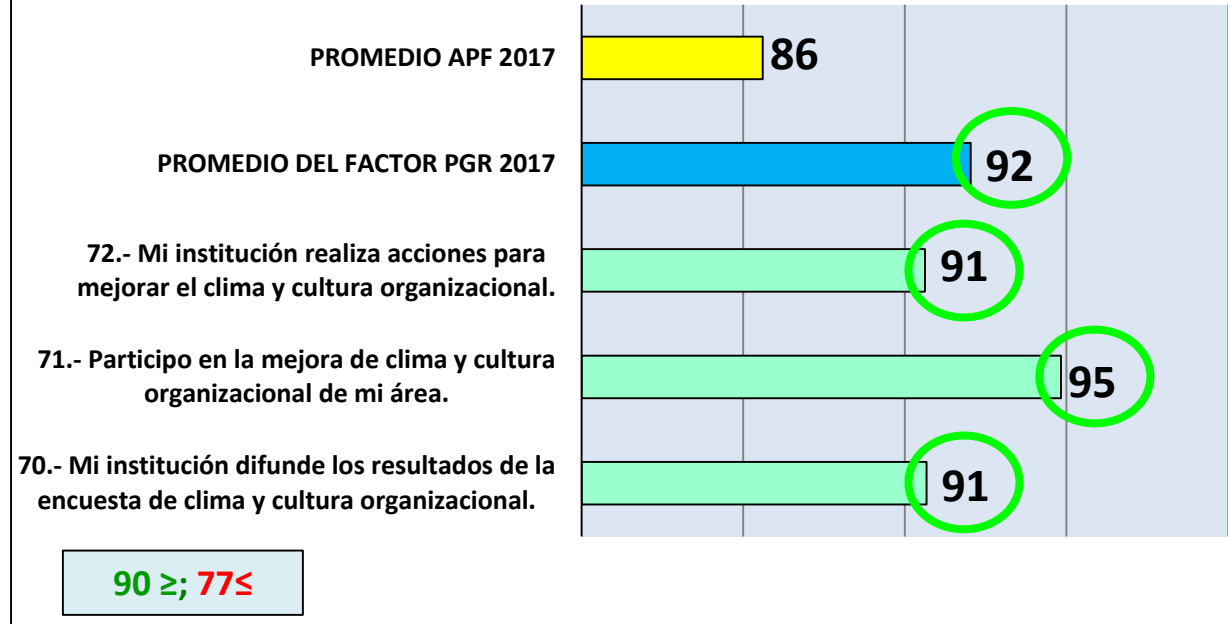 PROMEDIO APF 2017
86
PROMEDIO DEL FACTOR PGR 2017
92
72.- Mi institución realiza acciones para
mejorar el clima y cultura organizacional.
91
71.- Participo en la mejora de clima y cultura
organizacional de mi área.
95
70.- Mi institución difunde los resultados de la
encuesta de clima y cultura organizacional.
91
90 ≥; 77≤